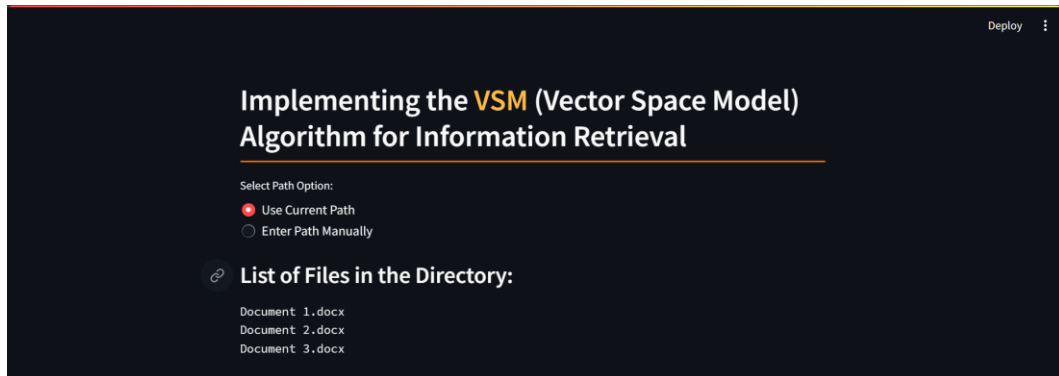 Deploy
Implementing the VSM (Vector Space Model)
Algorithm for Information Retrieval
Select Path Option:
Use Current Path
Enter Path Manually
List of Files in the Directory:
Document 1.docx
Document 2.docx
Document 3.docx